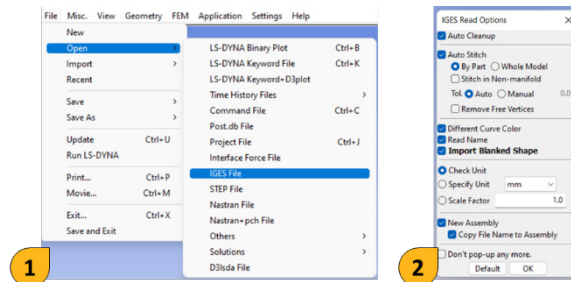 File Misc. View Geometry FEM Application Settings Help
New
Open
Import
Recent
Save
Save As
Update Ctrl+U
Run LS-DYNA
Print... Ctrl+P
Movie... Ctrl+M
Exit... Ctrl+X
Save and Exit
LS-DYNA Binary Plot Ctrl+B
LS-DYNA Keyword File Ctrl+K
LS-DYNA Keyword+D3plot
Time History Files
Command File Ctrl+C
Post.db File
Project File Ctrl+J
Interface Force File
IGES File
STEP File
Nastran File
Nastran+pch File
Others
Solutions
D3lsda File
1
IGES Read Options
Auto Cleanup
Auto Stitch
By Part Whole Model
Stitch in Non-manifold
Tol. Auto Manual 0.0
Remove Free Vertices
Different Curve Color
Read Name
Import Blanked Shape
Check Unit
Specify Unit mm
Scale Factor 1.0
New Assembly
Copy File Name to Assembly
Don't pop-up any more.
Default OK
2